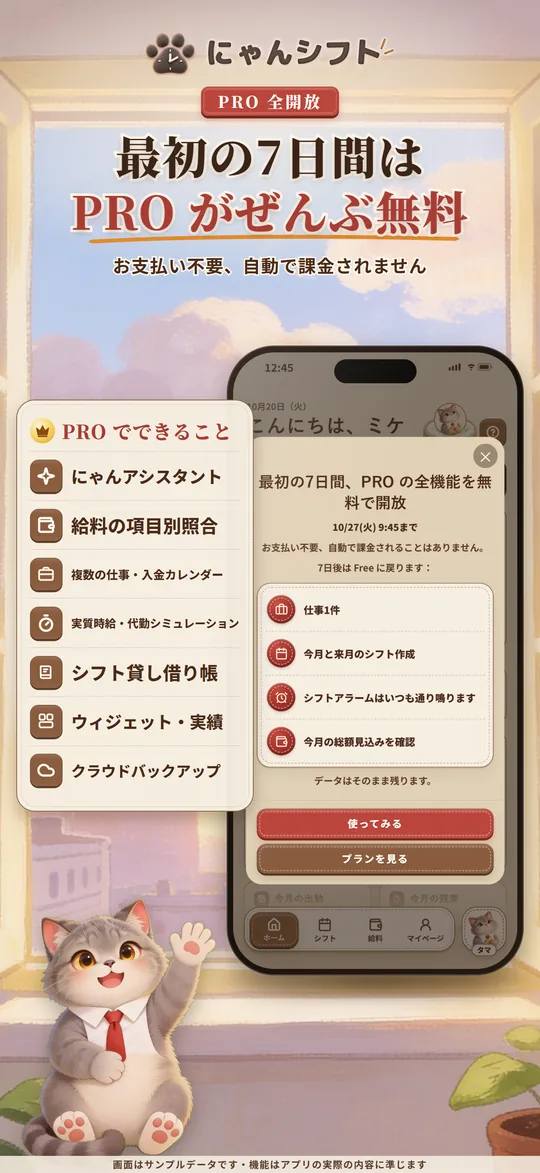 にゃんシフト
PRO 全開放
最初の7日間は
PRO がぜんぶ無料
お支払い不要、自動で課金されません
PRO でできること
にゃんアシスタント
給料の項目別照合
複数の仕事・入金カレンダー
実質時給・代勤シミュレーション
シフト貸し借り帳
ウィジェット・実績
クラウドバックアップ
12:45
10月20日（火）
こんにちは、ミケ
最初の7日間、PRO の全機能を無
料で開放
10/27(火) 9:45まで
お支払い不要、自動で課金されることはありません。
7日後は Free に戻ります：
仕事1件
今月と来月のシフト作成
シフトアラームはいつも通り鳴ります
今月の総額見込みを確認
データはそのまま残ります。
使ってみる
プランを見る
今月の出勤
今月の残業
ホーム
シフト
給料
マイページ
タマ
画面はサンプルデータです・機能はアプリの実際の内容に準じます